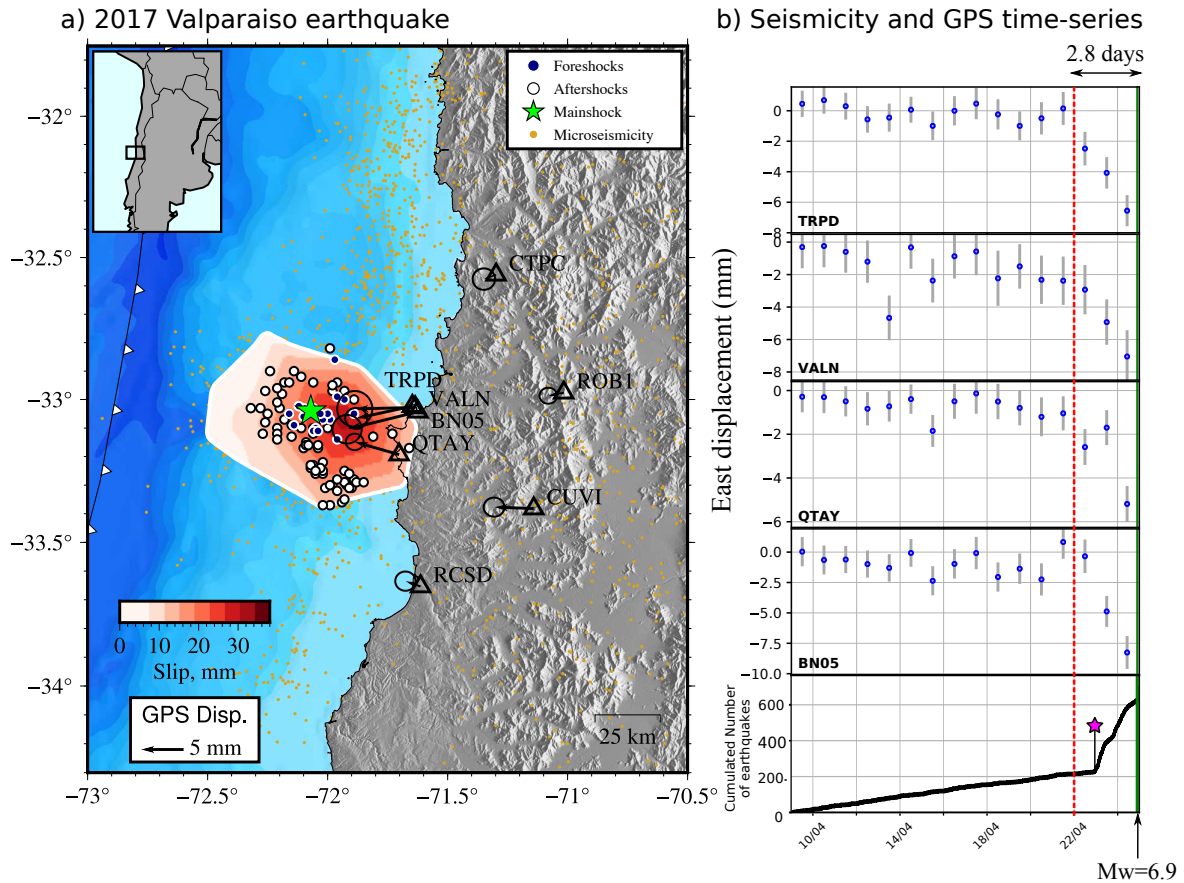 a) 2017 Valparaiso earthquake
Foreshocks
Aftershocks
Mainshock
Microseismicity
−32°
−32.5°
−33°
−33.5°
−34°
CTPC
ROB1
TRPD
VALN
BN05
QTAY
CUVI
RCSD
0 10 20 30
Slip, mm
GPS Disp.
5 mm
25 km
−73° −72.5° −72° −71.5° −71° −70.5°
b) Seismicity and GPS time-series
2.8 days
East displacement (mm)
0
−2
−4
−6
−8
TRPD
0
−2
−4
−6
−8
VALN
0
−2
−4
−6
QTAY
0.0
−2.5
−5.0
−7.5
−10.0
BN05
Cumulated Number
of earthquakes
600
400
200
0
10/04 14/04 18/04 22/04
Mw=6.9